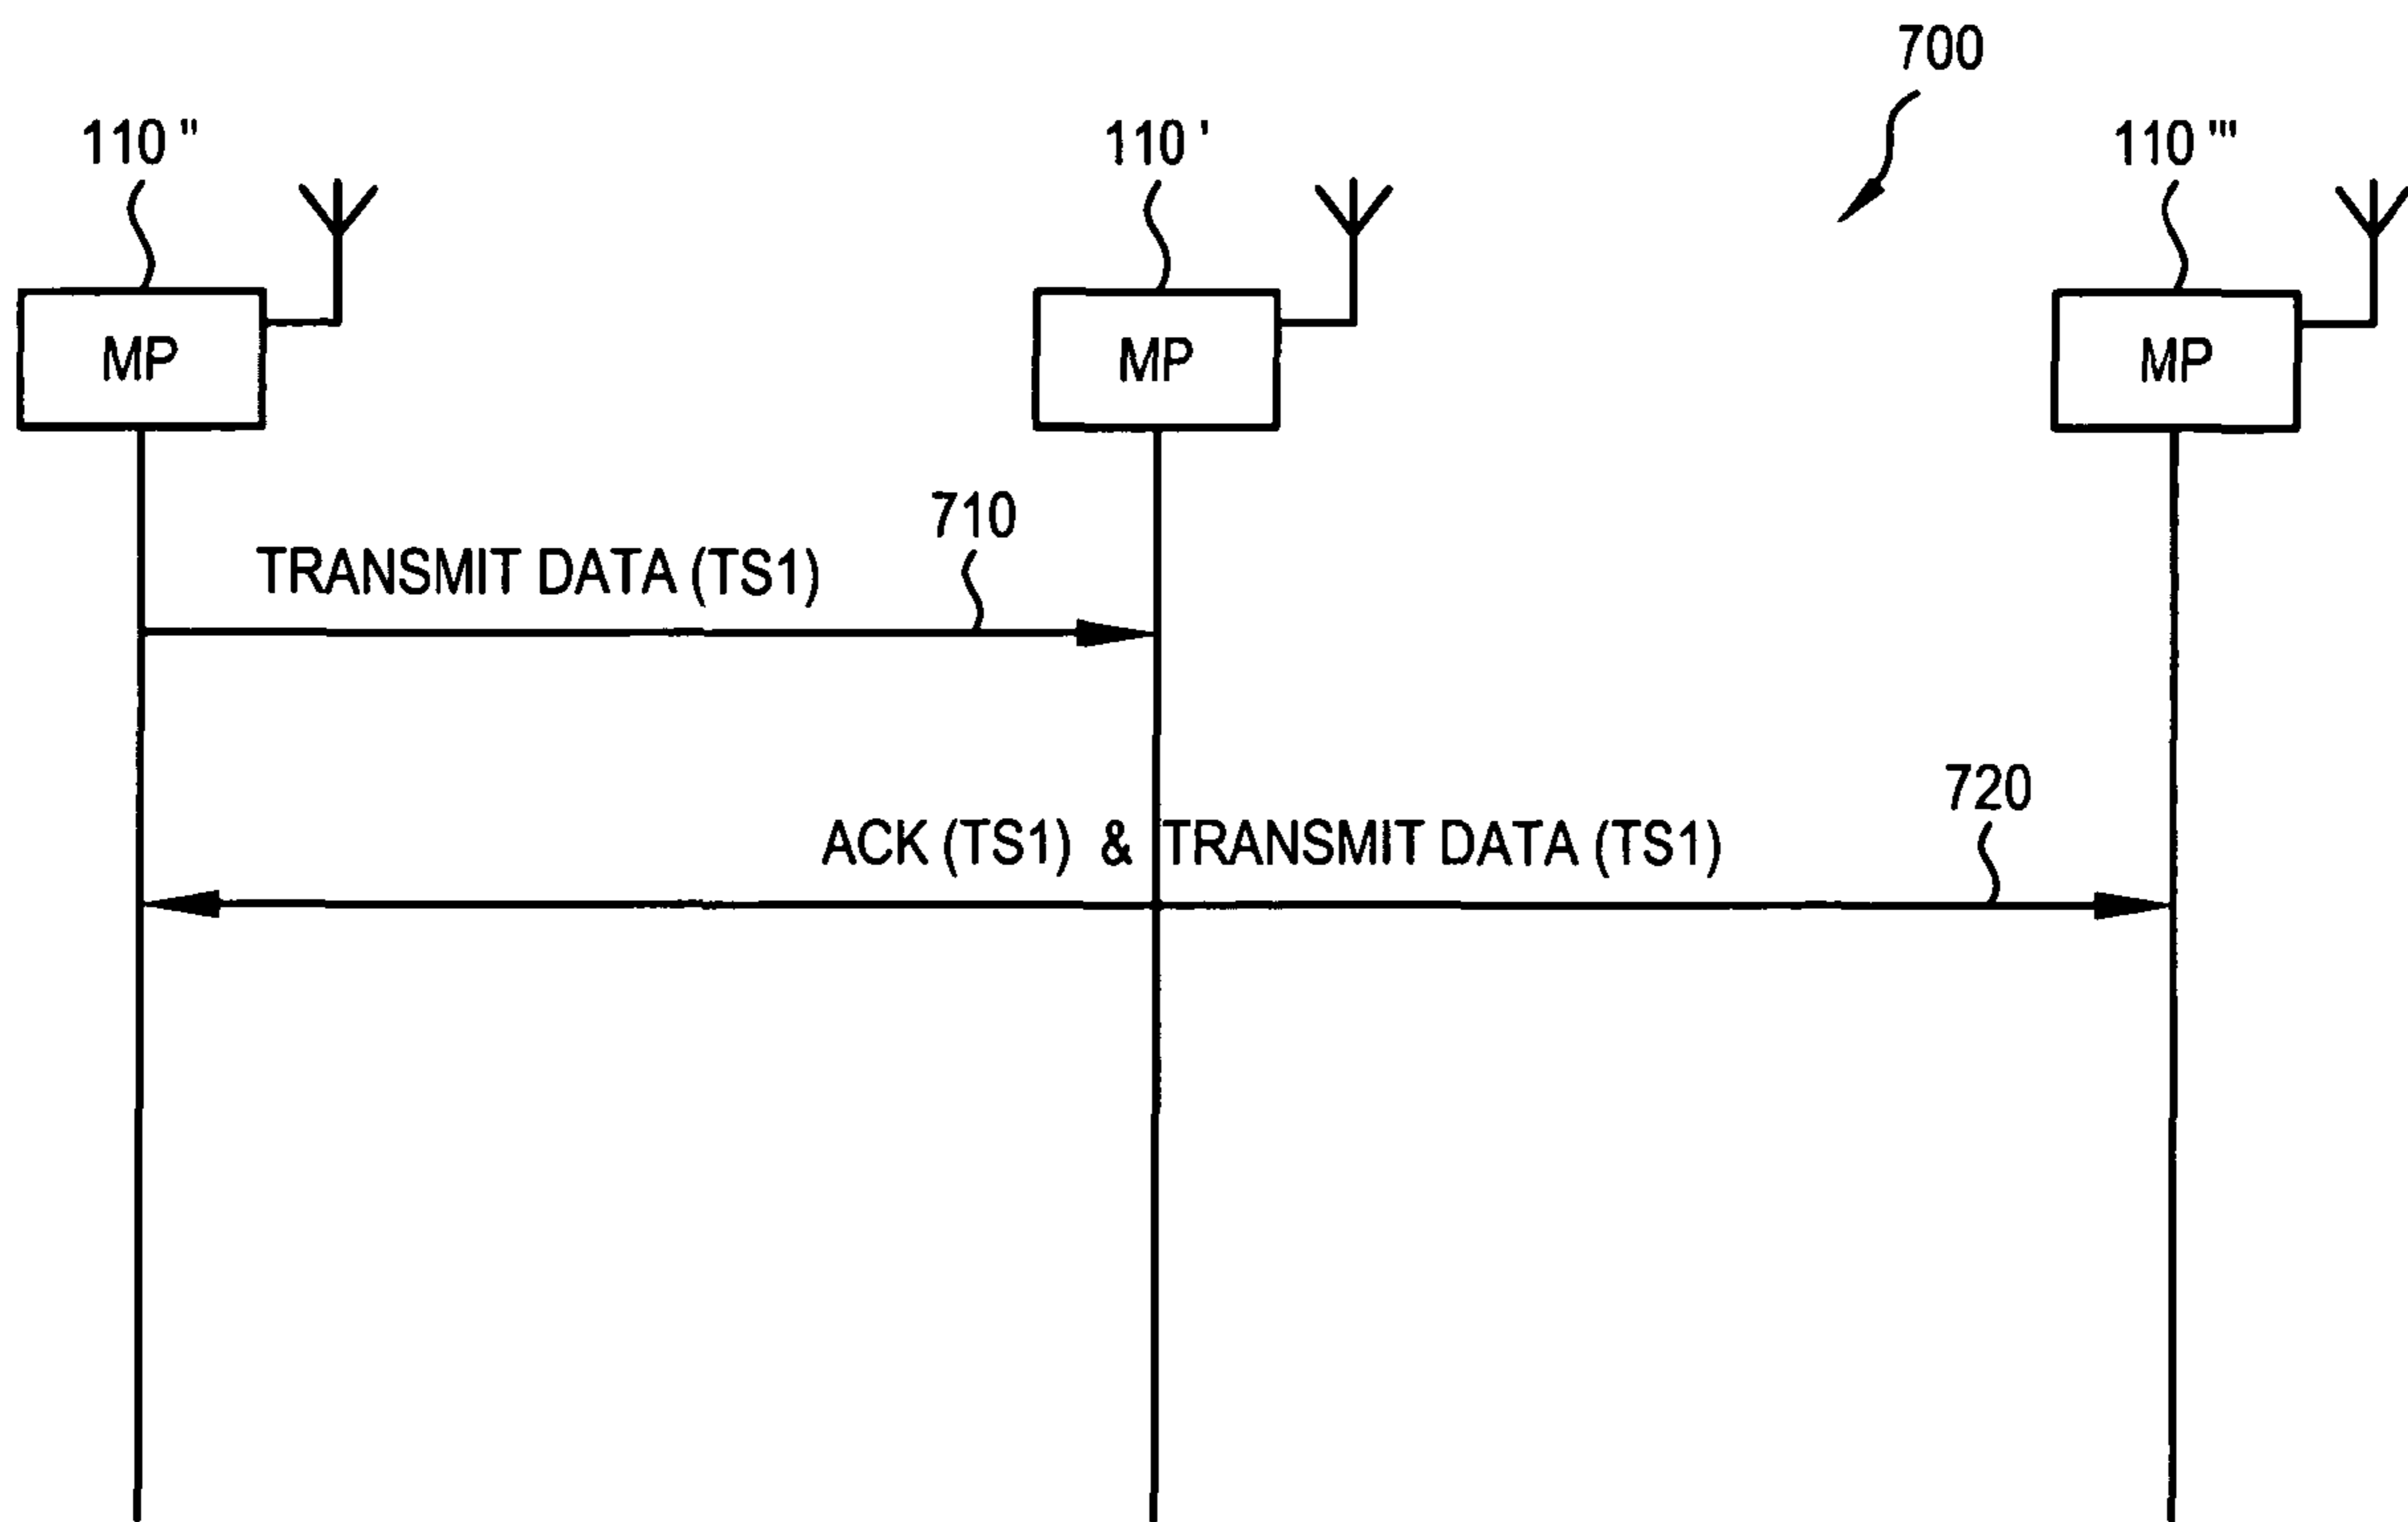 700
110"
110'
110'''
MP
MP
MP
710
TRANSMIT DATA (TS1)
720
ACK (TS1) & TRANSMIT DATA (TS1)